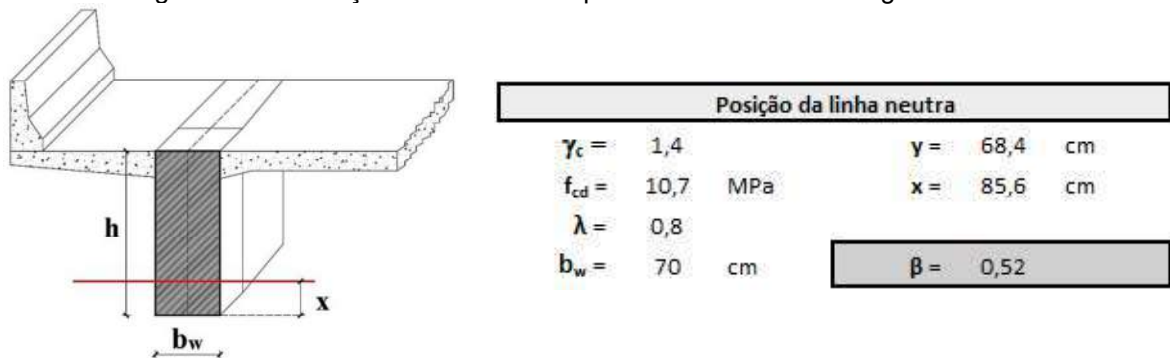 h
x
bw
Posição da linha neutra
γc = 1,4 y = 68,4 cm
fcd = 10,7 MPa x = 85,6 cm
λ = 0,8
bw = 70 cm β = 0,52